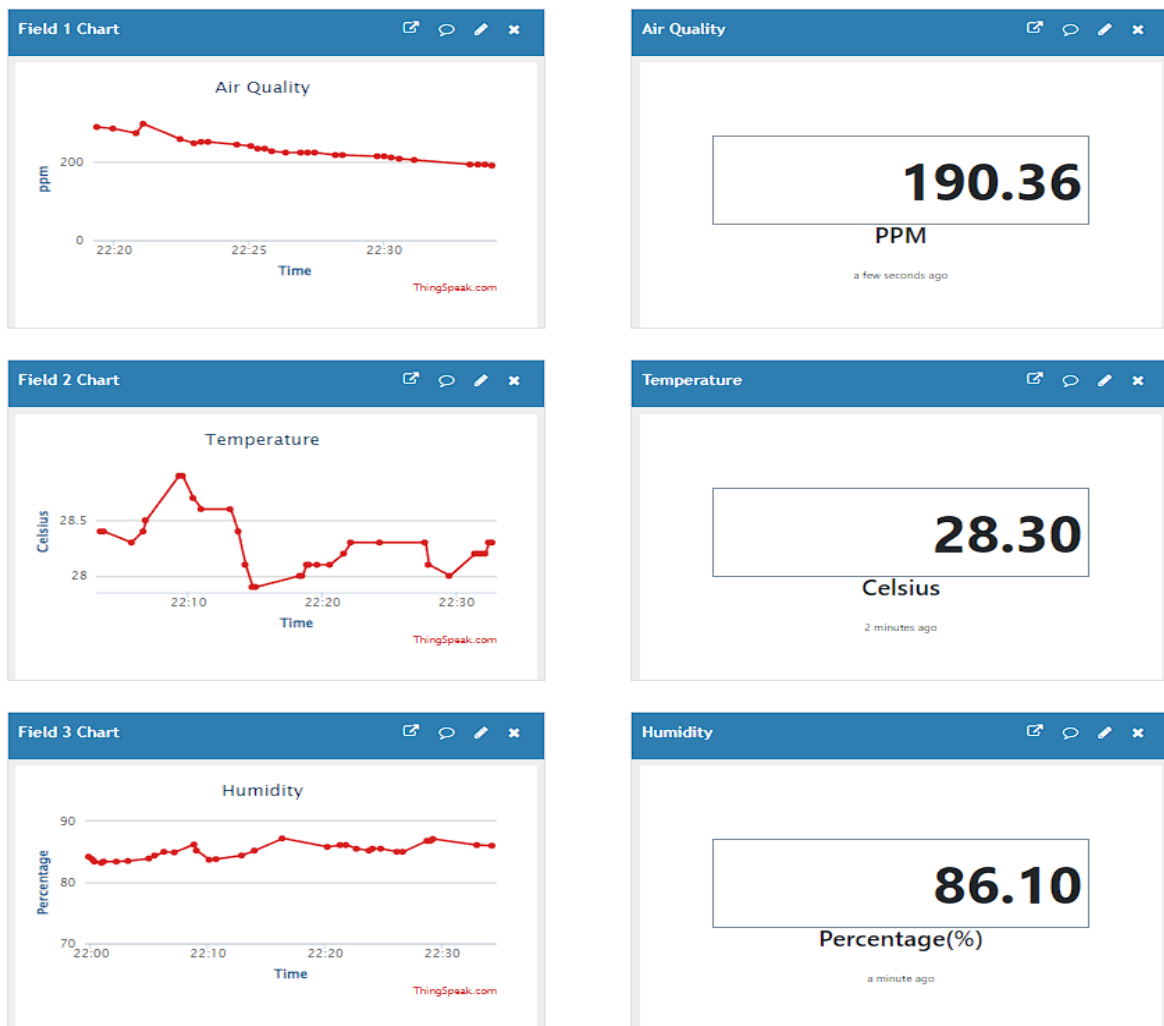 Field 1 Chart
Air Quality
ppm
200
0
22:20 22:25 22:30
Time
ThingSpeak.com
Air Quality
190.36
PPM
a few seconds ago
Field 2 Chart
Temperature
Celsius
28.5
28
22:10 22:20 22:30
Time
ThingSpeak.com
Temperature
28.30
Celsius
2 minutes ago
Field 3 Chart
Humidity
Percentage
90
80
70
22:00 22:10 22:20 22:30
Time
ThingSpeak.com
Humidity
86.10
Percentage(%)
a minute ago